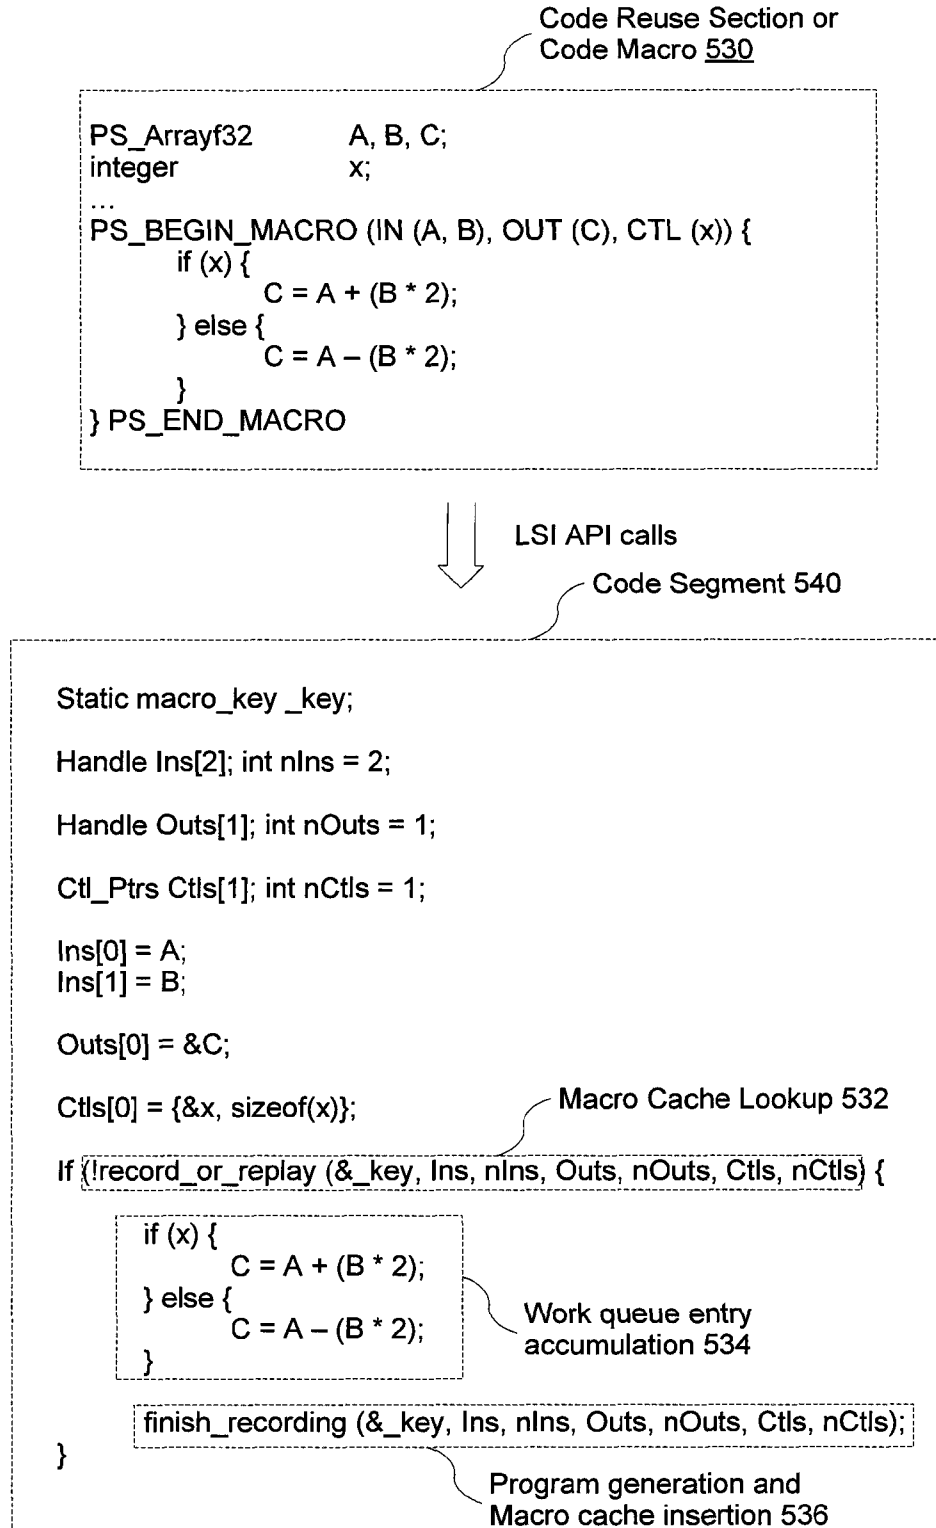 Code Reuse Section or
Code Macro 530
PS_Arrayf32 A, B, C;
integer x;
...
PS_BEGIN_MACRO (IN (A, B), OUT (C), CTL (x)) {
if (x) {
C = A + (B * 2);
} else {
C = A – (B * 2);
}
} PS_END_MACRO
LSI API calls
Code Segment 540
Static macro_key _key;
Handle Ins[2]; int nIns = 2;
Handle Outs[1]; int nOuts = 1;
Ctl_Ptrs Ctls[1]; int nCtls = 1;
Ins[0] = A;
Ins[1] = B;
Outs[0] = &C;
Ctls[0] = {&x, sizeof(x)};
Macro Cache Lookup 532
If (!record_or_replay (&_key, Ins, nIns, Outs, nOuts, Ctls, nCtls) {
if (x) {
C = A + (B * 2);
} else {
C = A – (B * 2);
}
Work queue entry
accumulation 534
finish_recording (&_key, Ins, nIns, Outs, nOuts, Ctls, nCtls);
}
Program generation and
Macro cache insertion 536